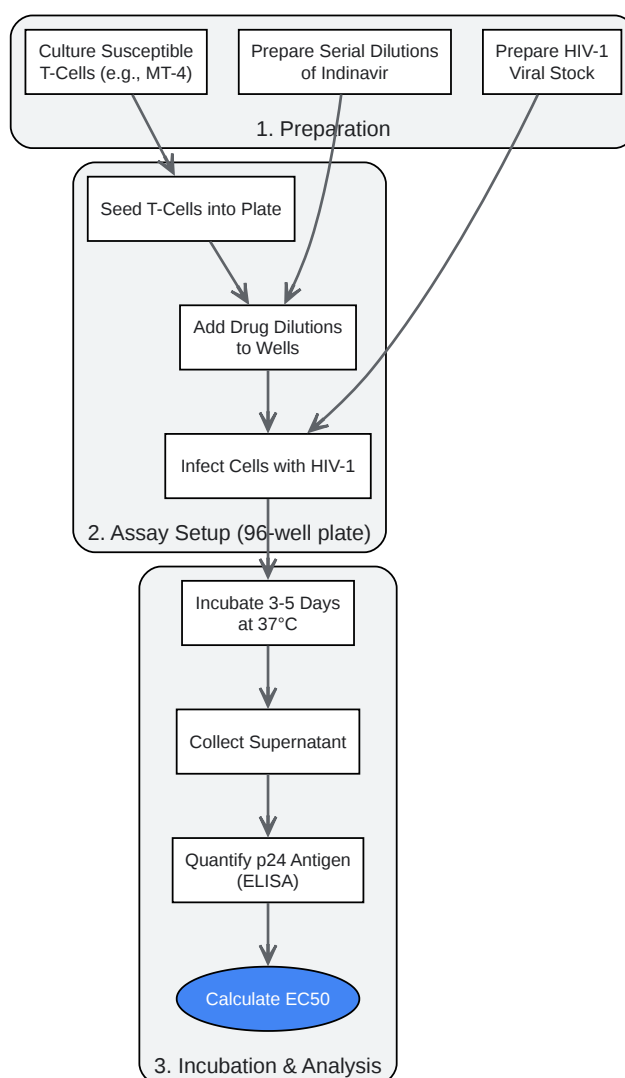 Culture Susceptible
T-Cells (e.g., MT-4)
Prepare Serial Dilutions
of Indinavir
Prepare HIV-1
Viral Stock
1. Preparation
Seed T-Cells into Plate
Add Drug Dilutions
to Wells
Infect Cells with HIV-1
2. Assay Setup (96-well plate)
Incubate 3-5 Days
at 37°C
Collect Supernatant
Quantify p24 Antigen
(ELISA)
Calculate EC50
3. Incubation & Analysis